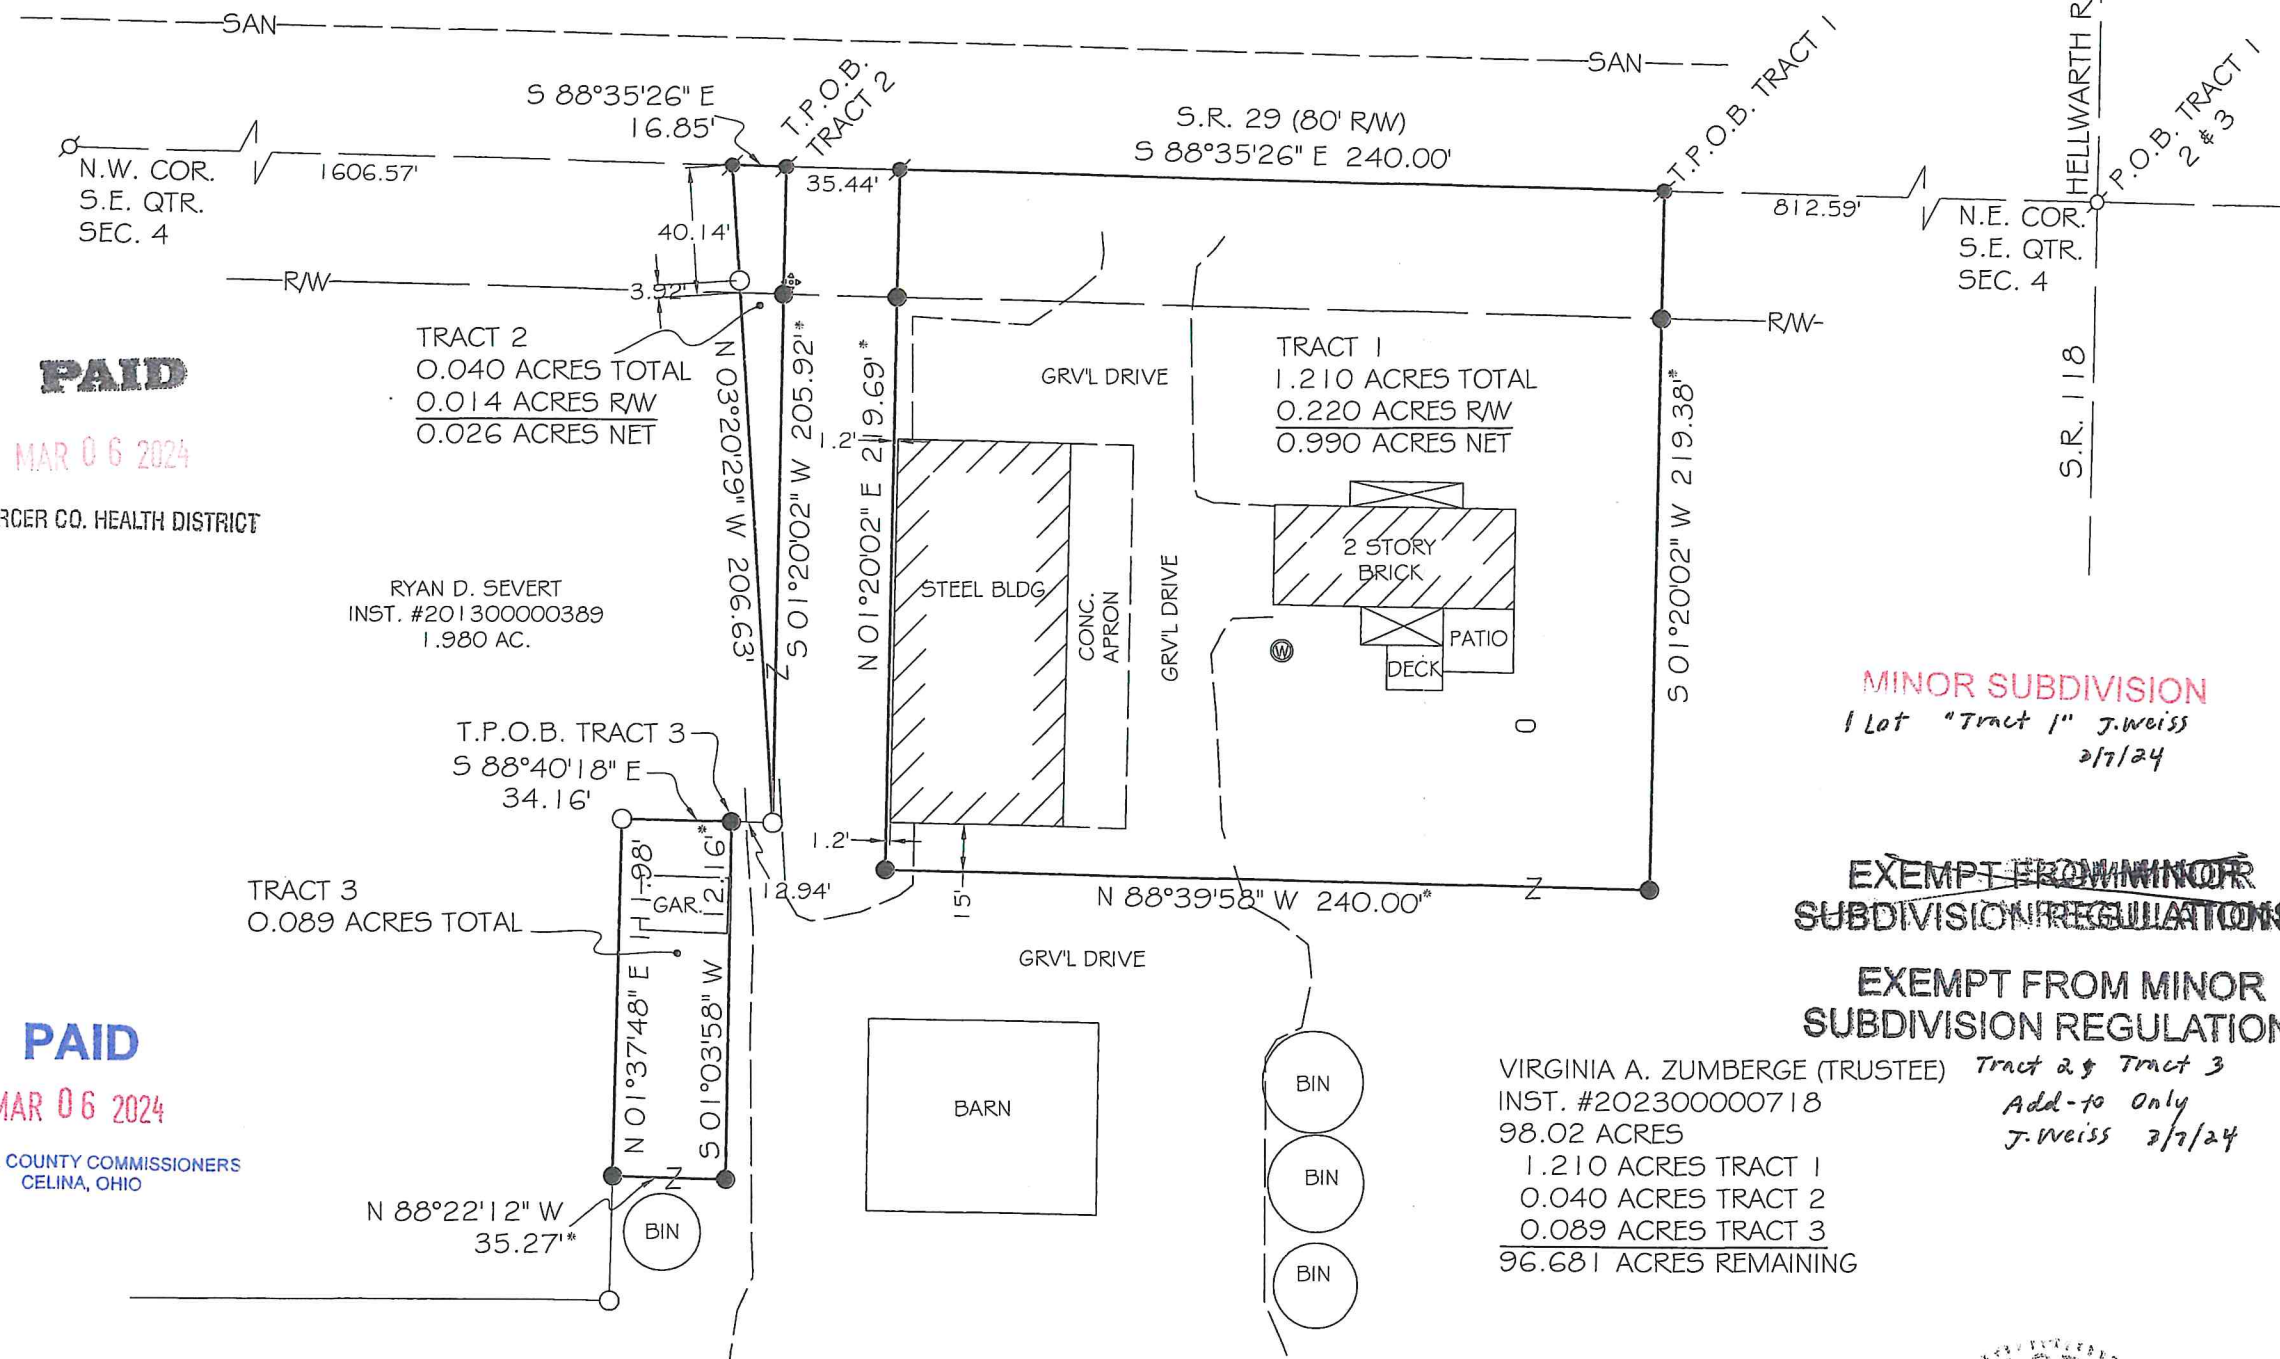 SAN
SAN
HELLWARTH R
S 88°35'26" E
16.85'
T.P.O.B.
TRACT 2
S.R. 29 (80' R/W)
S 88°35'26" E 240.00'
T.P.O.B. TRACT 1
P.O.B. TRACT 1
2 & 3
N.W. COR.
S.E. QTR.
SEC. 4
1606.57'
35.44'
812.59'
N.E. COR.
S.E. QTR.
SEC. 4
40.14'
3.92'
R/W
R/W
TRACT 2
0.040 ACRES TOTAL
0.014 ACRES R/W
0.026 ACRES NET
N 03°20'29" W 206.63'
S 01°20'02" W 205.92'*
N 01°20'02" E 219.69'*
GRV'L DRIVE
TRACT 1
1.210 ACRES TOTAL
0.220 ACRES R/W
0.990 ACRES NET
S 01°20'02" W 219.38'*
S.R. 118
PAID
MAR 06 2024
RCER CO. HEALTH DISTRICT
1.2'
STEEL BLDG
CONC.
APRON
GRV'L DRIVE
2 STORY
BRICK
PATIO
DECK
W
RYAN D. SEVERT
INST. #201300000389
1.980 AC.
MINOR SUBDIVISION
1 Lot "Tract 1" J. Weiss
3/7/24
T.P.O.B. TRACT 3
S 88°40'18" E
34.16'
1.2'
15'
12.94'
N 88°39'58" W 240.00'*
Z
Z
TRACT 3
0.089 ACRES TOTAL
GAR.
N 01°37'48" E 111.98'
S 01°03'58" W 112.16'*
GRV'L DRIVE
EXEMPT FROM MINOR
SUBDIVISION REGULATIONS
EXEMPT FROM MINOR
SUBDIVISION REGULATION
Tract 2 & Tract 3
Add-to Only
J. Weiss 3/7/24
PAID
MAR 06 2024
COUNTY COMMISSIONERS
CELINA, OHIO
Z
N 88°22'12" W
35.27'*
BIN
BARN
BIN
BIN
BIN
VIRGINIA A. ZUMBERGE (TRUSTEE)
INST. #202300000718
98.02 ACRES
1.210 ACRES TRACT 1
0.040 ACRES TRACT 2
0.089 ACRES TRACT 3
96.681 ACRES REMAINING